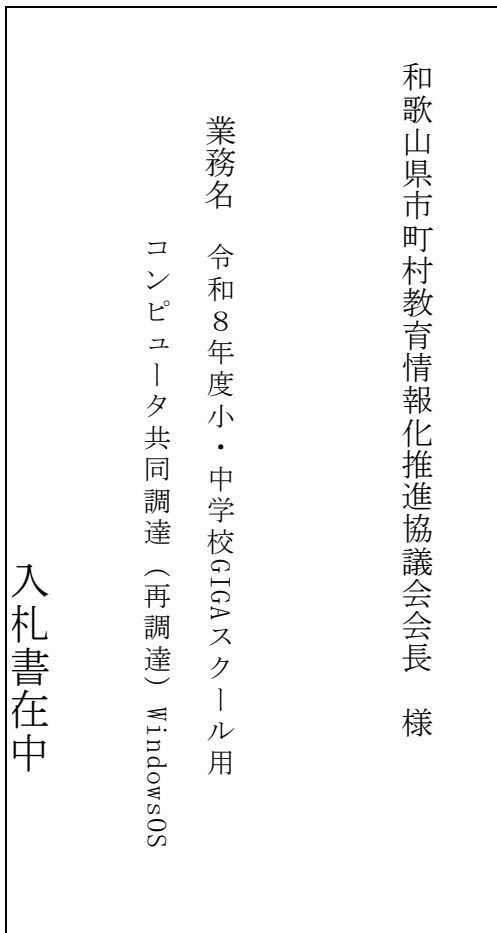 和歌山県市町村教育情報化推進協議会会長　様
業務名　令和８年度小・中学校GIGAスクール用
コンピュータ共同調達（再調達）WindowsOS
入札書在中